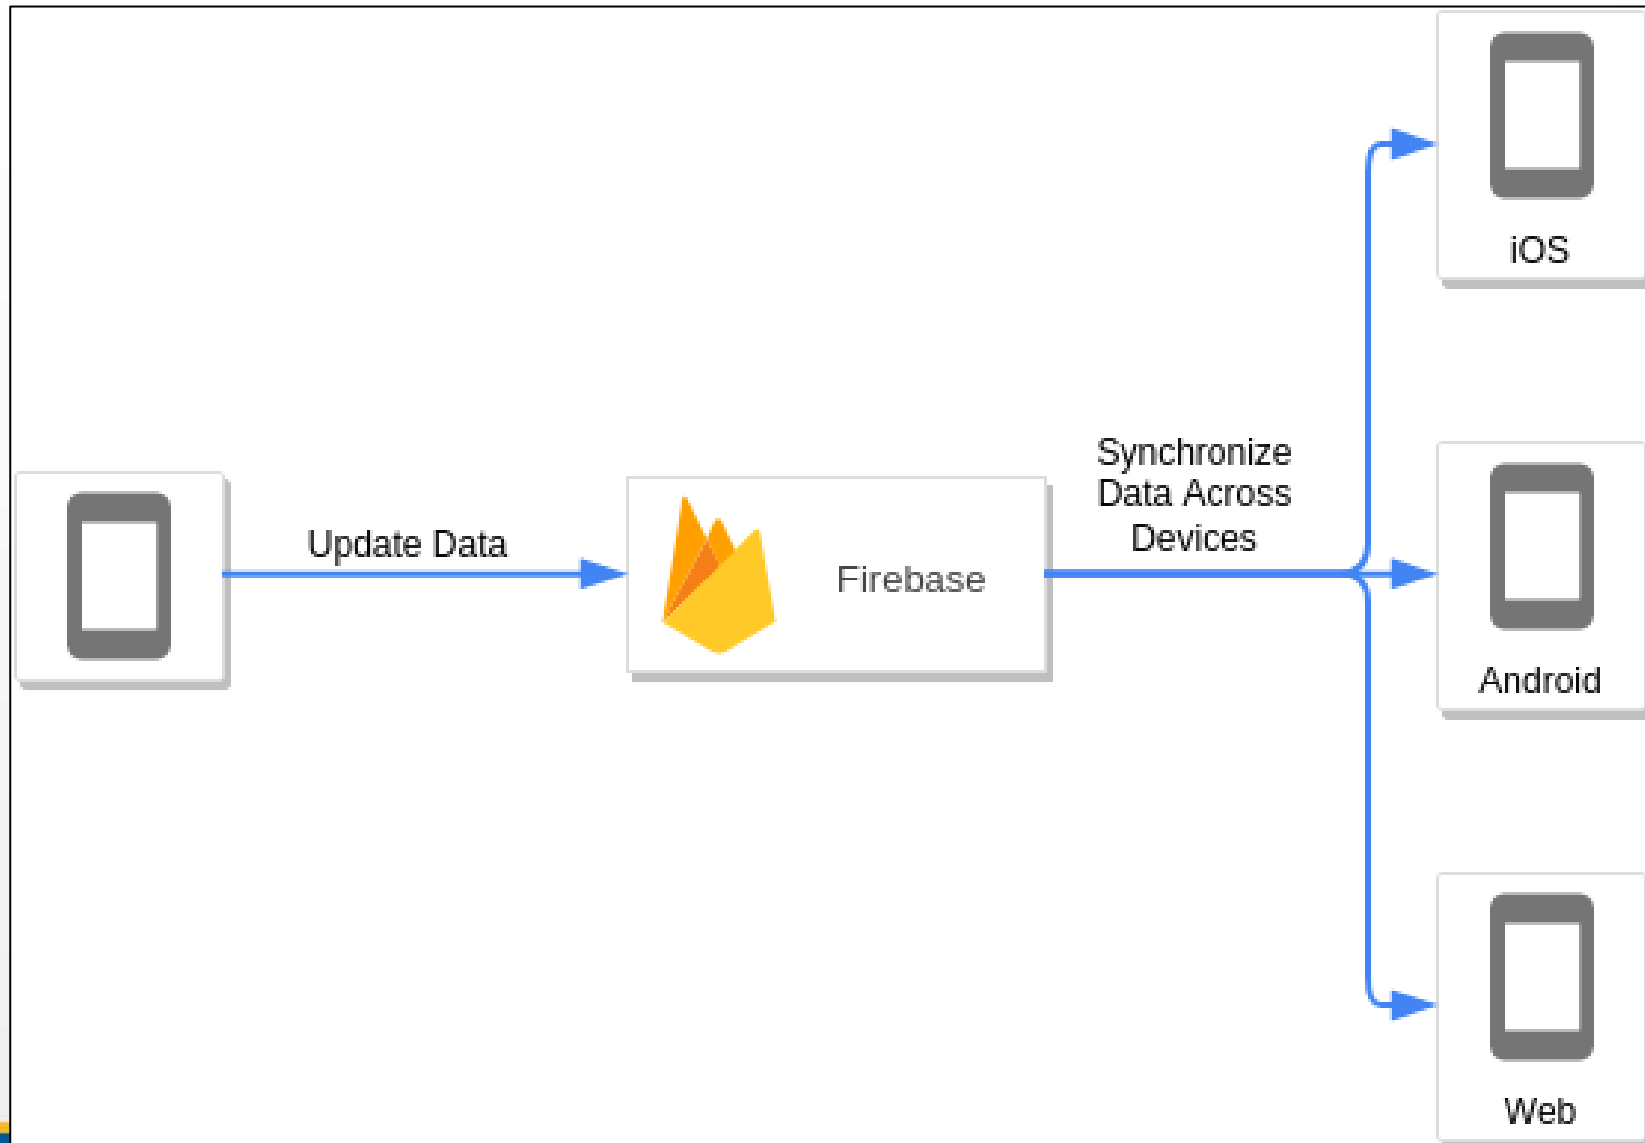 Update Data
Firebase
Synchronize
Data Across
Devices
iOS
Android
Web